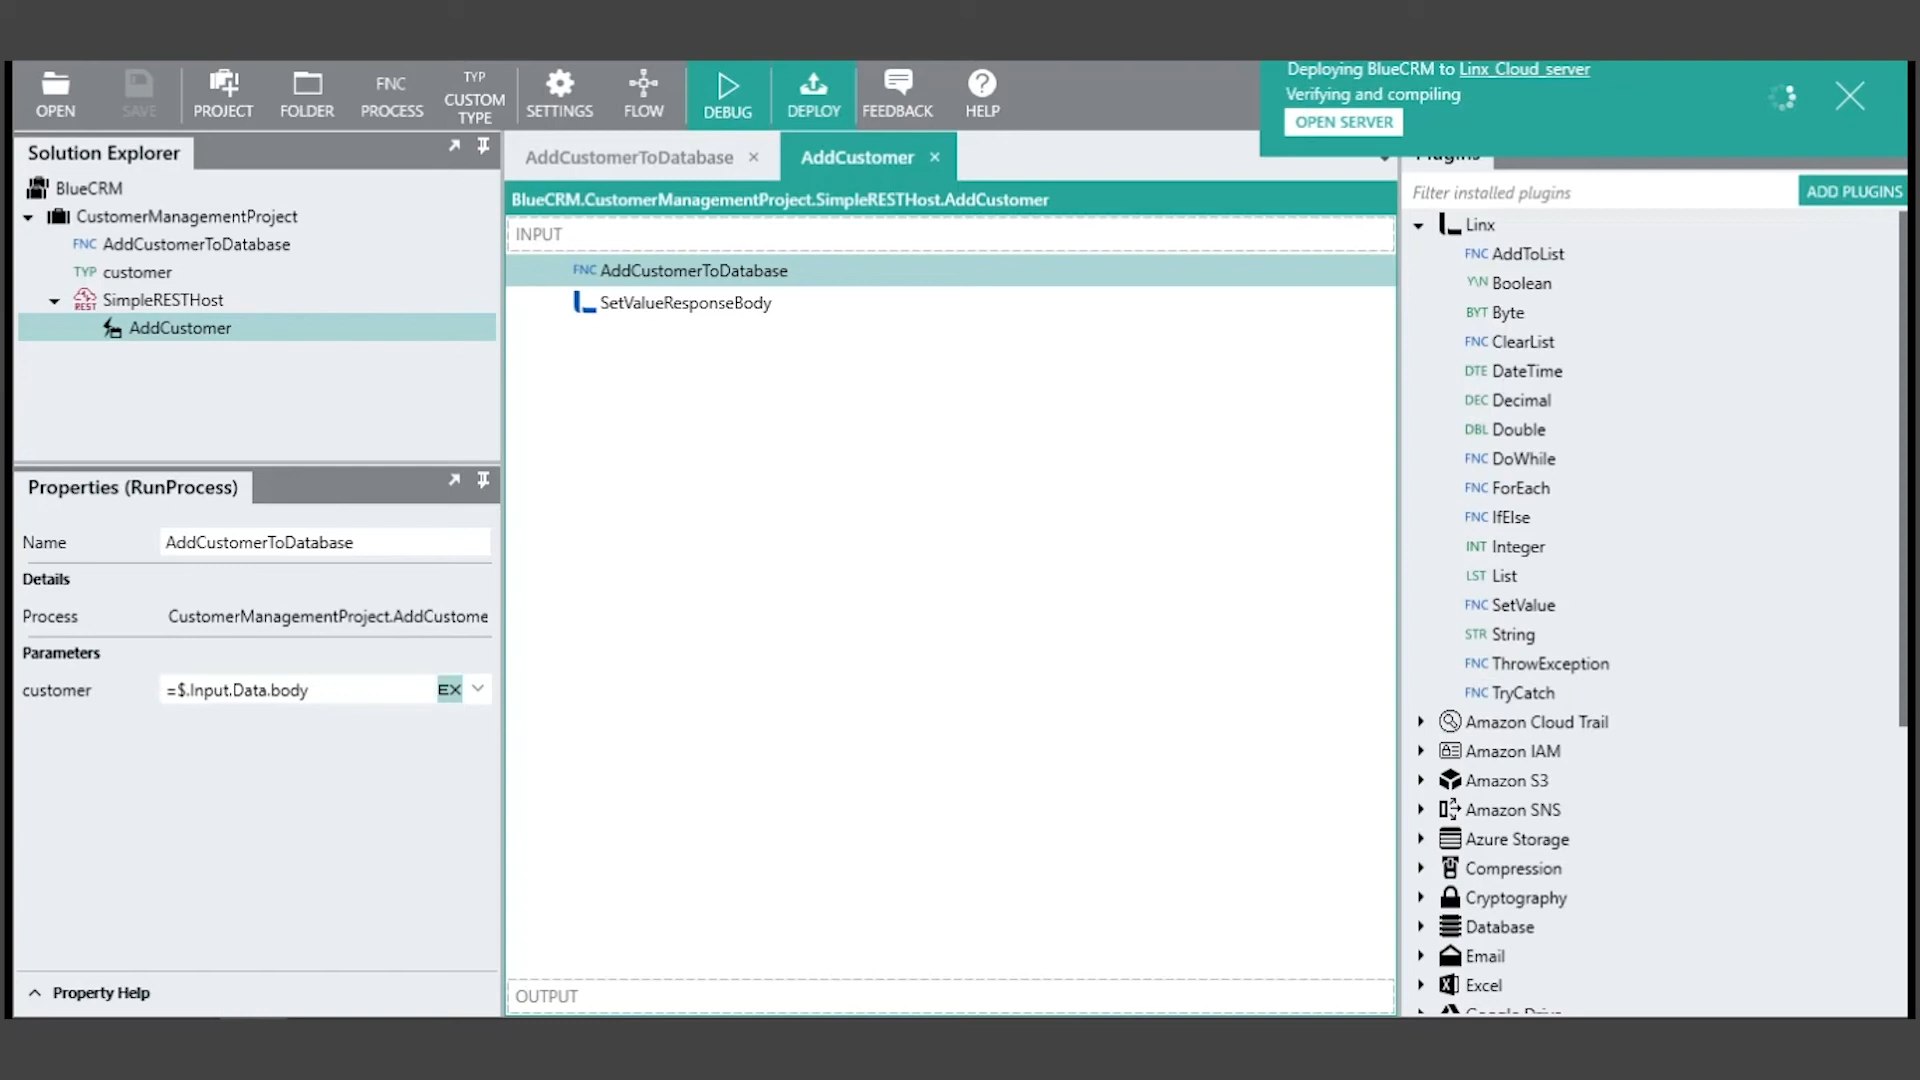 OPEN
SAVE
PROJECT
FOLDER
FNC
PROCESS
TYP
CUSTOM
TYPE
SETTINGS
FLOW
DEBUG
DEPLOY
FEEDBACK
HELP
Deploying BlueCRM to Linx Cloud server
Verifying and compiling
OPEN SERVER
Solution Explorer
BlueCRM
CustomerManagementProject
FNC AddCustomerToDatabase
TYP customer
REST SimpleRESTHost
AddCustomer
Properties (RunProcess)
Name AddCustomerToDatabase
Details
Process CustomerManagementProject.AddCustome
Parameters
customer =$.Input.Data.body EX
Property Help
AddCustomerToDatabase
AddCustomer
BlueCRM.CustomerManagementProject.SimpleRESTHost.AddCustomer
INPUT
FNC AddCustomerToDatabase
SetValueResponseBody
OUTPUT
Plugins
Filter installed plugins
ADD PLUGINS
Linx
FNC AddToList
Y\N Boolean
BYT Byte
FNC ClearList
DTE DateTime
DEC Decimal
DBL Double
FNC DoWhile
FNC ForEach
FNC IfElse
INT Integer
LST List
FNC SetValue
STR String
FNC ThrowException
FNC TryCatch
Amazon Cloud Trail
Amazon IAM
Amazon S3
Amazon SNS
Azure Storage
Compression
Cryptography
Database
Email
Excel
Google Drive